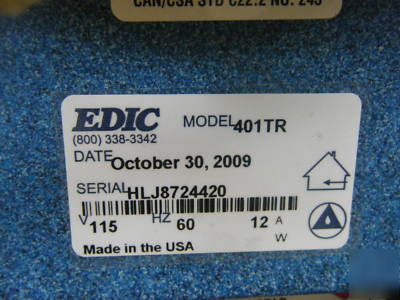 CAN/CSA STD C22.2 NO. 243
EDIC
(800) 338-3342
MODEL 401TR
DATE October 30, 2009
SERIAL HLJ8724420
V 115 HZ 60 12 A
W
Made in the USA